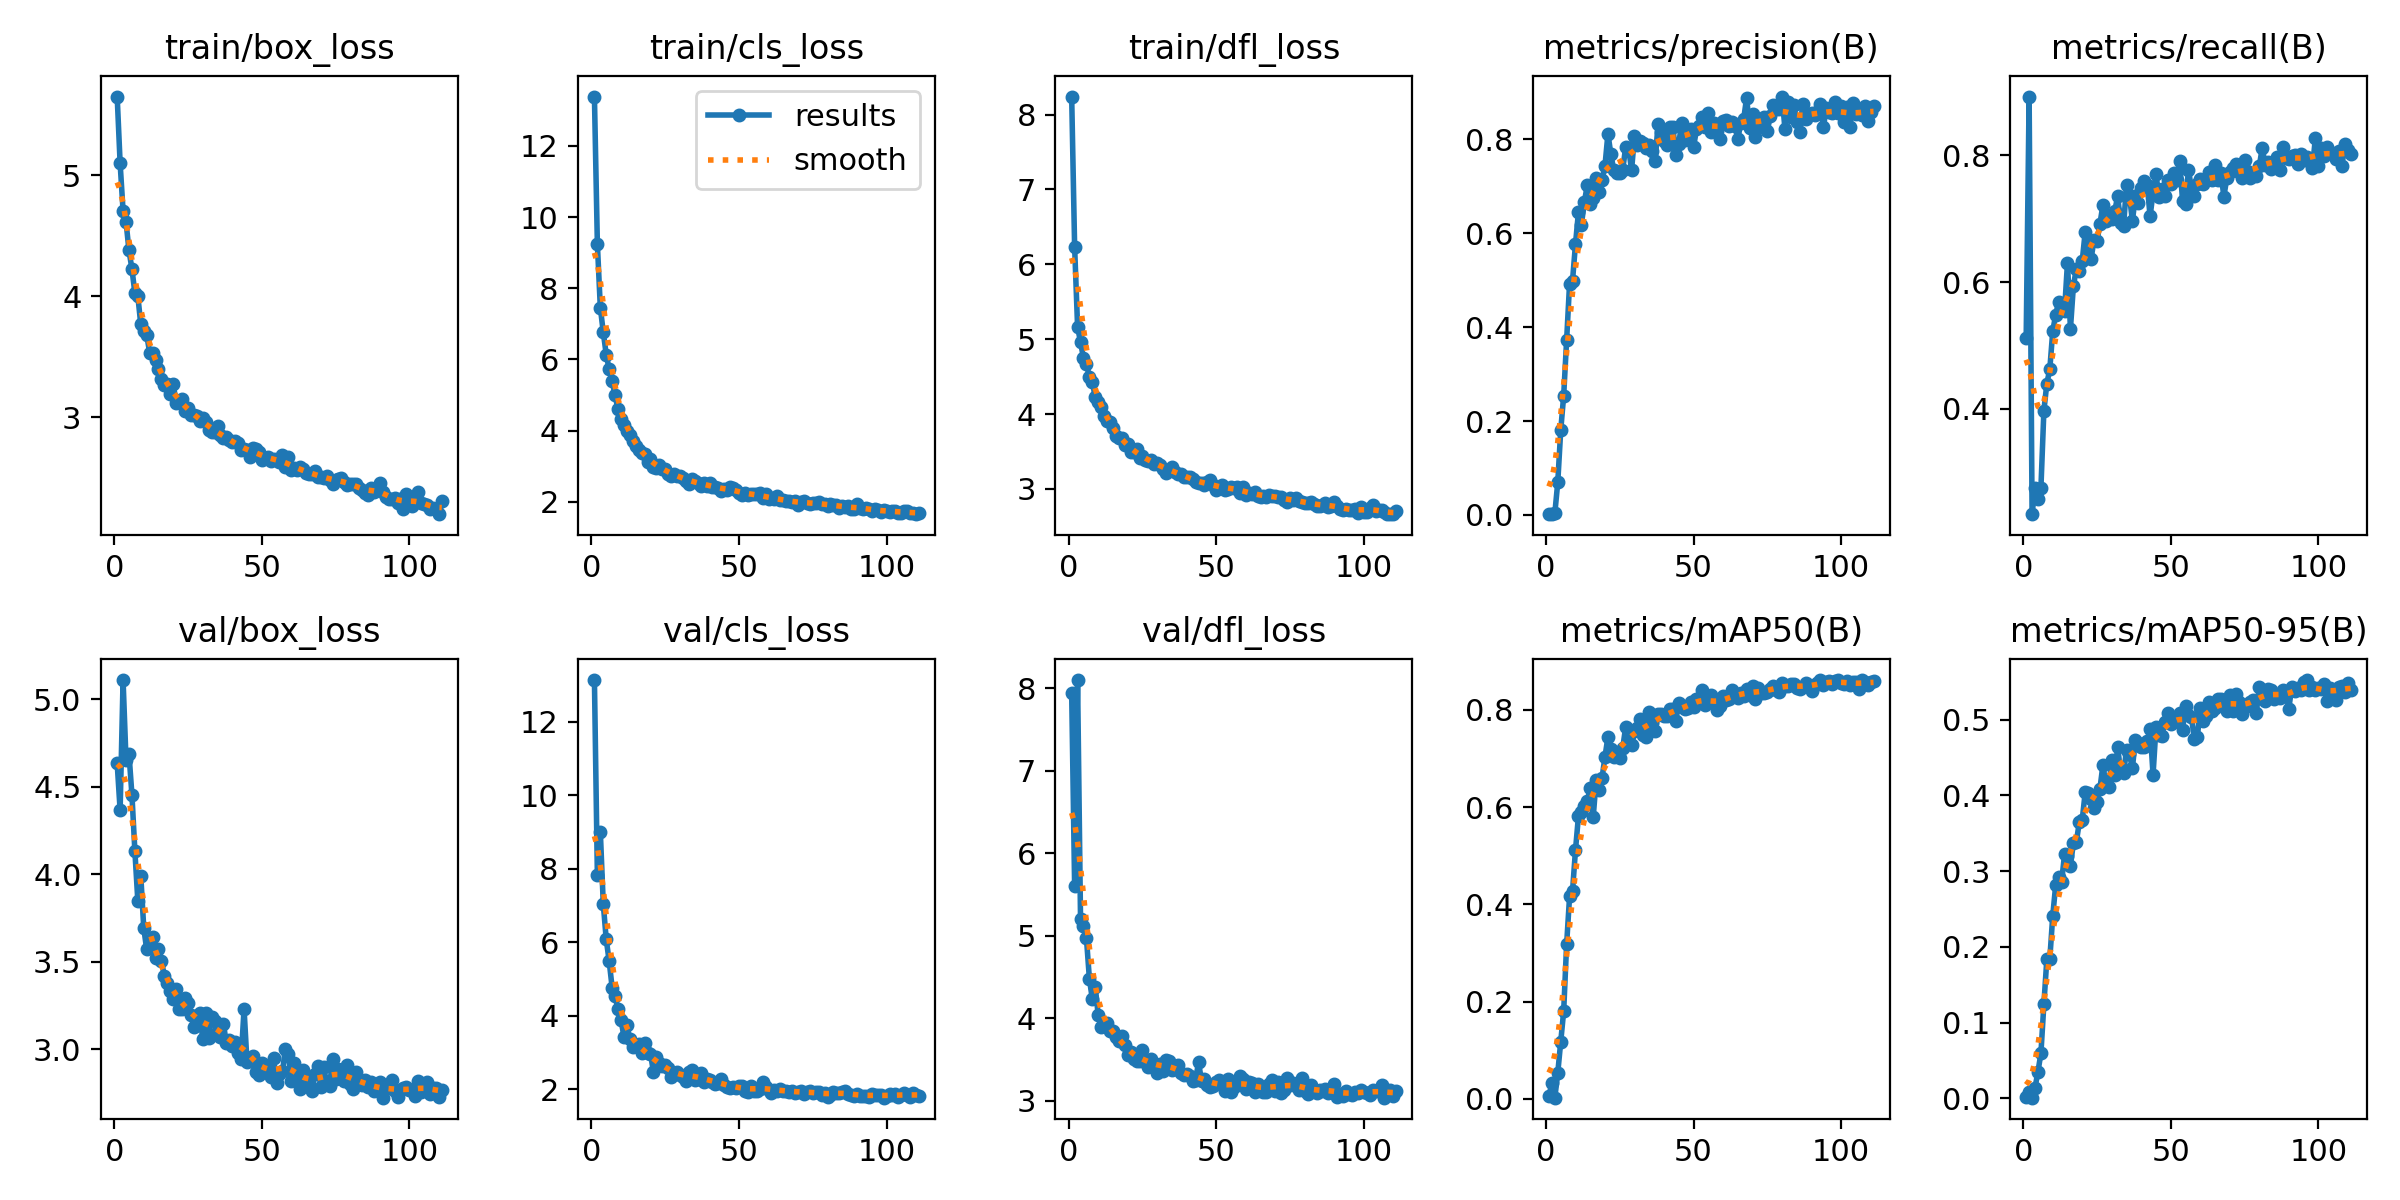 train/box_loss
5
4
3
0 50 100
train/cls_loss
results
smooth
12
10
8
6
4
2
0 50 100
train/dfl_loss
8
7
6
5
4
3
0 50 100
metrics/precision(B)
0.8
0.6
0.4
0.2
0.0
0 50 100
metrics/recall(B)
0.8
0.6
0.4
0 50 100
val/box_loss
5.0
4.5
4.0
3.5
3.0
0 50 100
val/cls_loss
12
10
8
6
4
2
0 50 100
val/dfl_loss
8
7
6
5
4
3
0 50 100
metrics/mAP50(B)
0.8
0.6
0.4
0.2
0.0
0 50 100
metrics/mAP50-95(B)
0.5
0.4
0.3
0.2
0.1
0.0
0 50 100